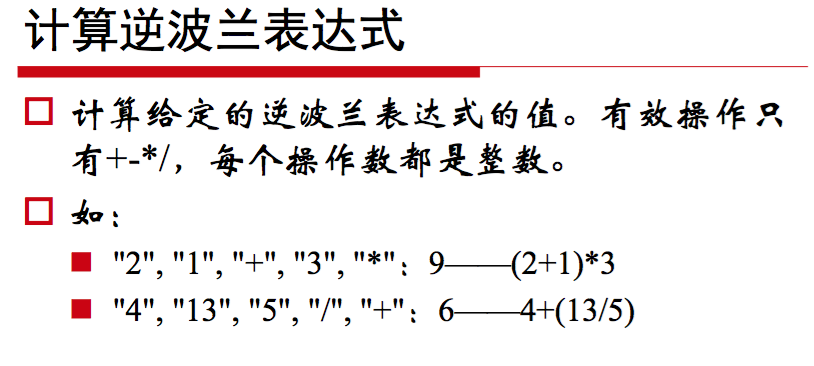 计算逆波兰表达式
计算给定的逆波兰表达式的值。有效操作只
有+-*/，每个操作数都是整数。
如：
"2", "1", "+", "3", "*"：9——(2+1)*3
"4", "13", "5", "/", "+"：6——4+(13/5)